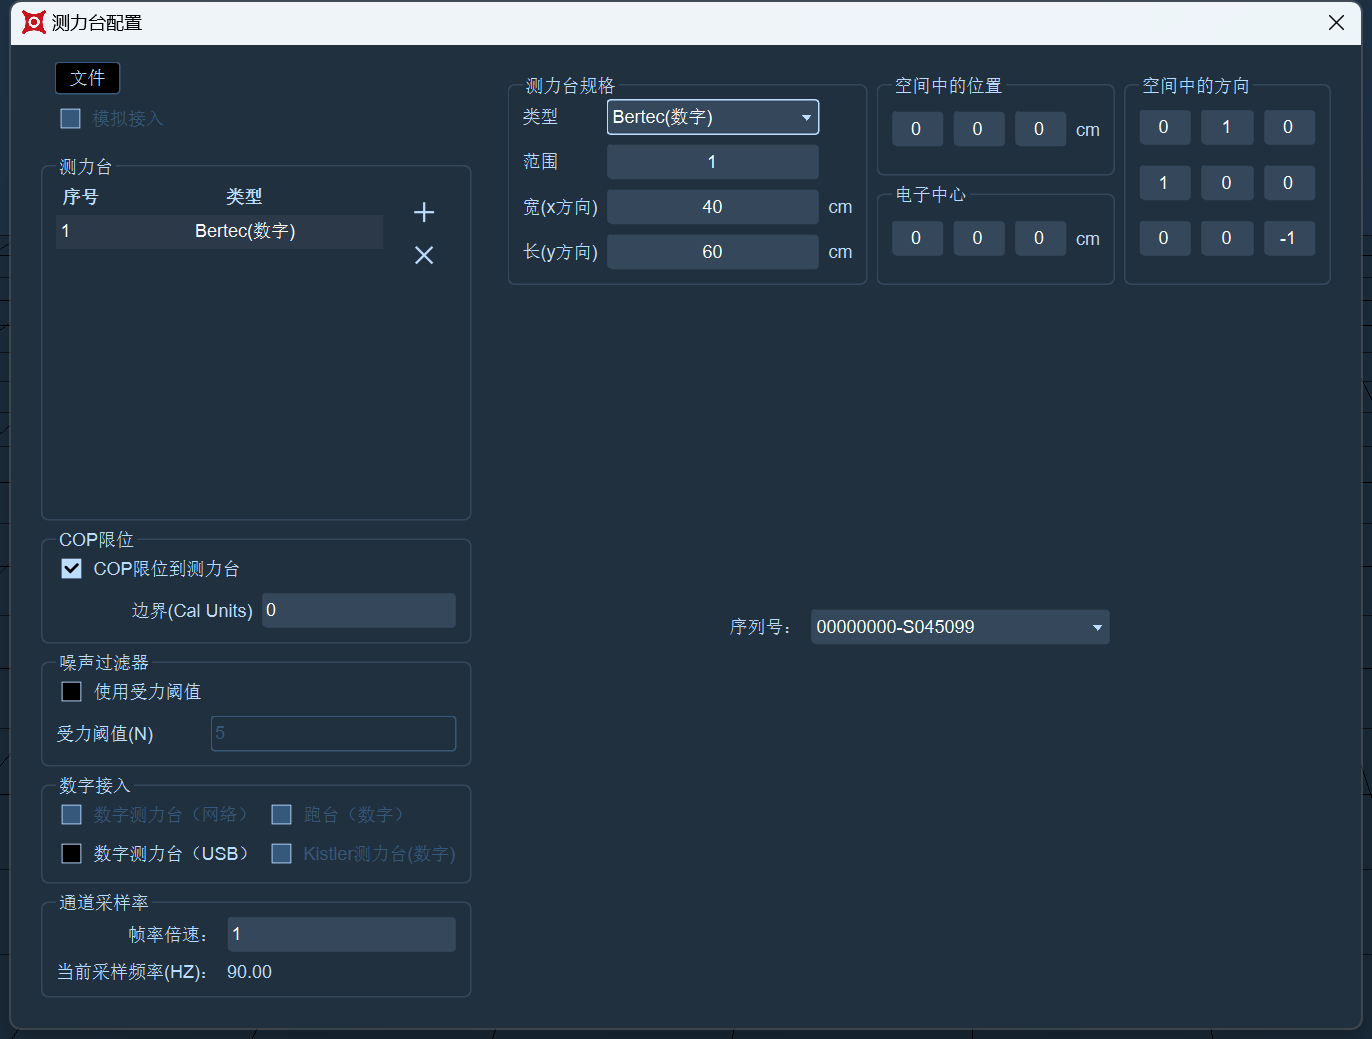 测力台配置
文件
模拟接入
测力台
序号 类型
1 Bertec(数字)
COP限位
COP限位到测力台
边界(Cal Units) 0
噪声过滤器
使用受力阈值
受力阈值(N) 5
数字接入
数字测力台（网络） 跑台（数字）
数字测力台（USB） Kistler测力台(数字)
通道采样率
帧率倍速： 1
当前采样频率(HZ)： 90.00
测力台规格
类型 Bertec(数字)
范围 1
宽(x方向) 40 cm
长(y方向) 60 cm
空间中的位置
0 0 0 cm
电子中心
0 0 0 cm
空间中的方向
0 1 0
1 0 0
0 0 -1
序列号： 00000000-S045099